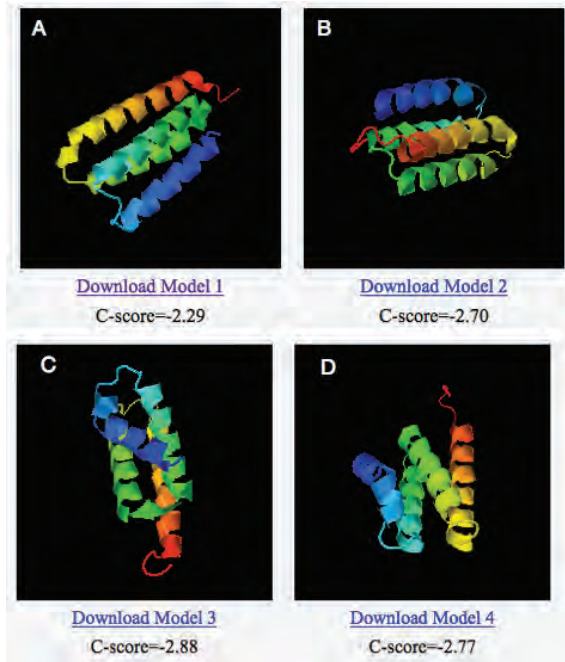 A
B
Download Model 1
Download Model 2
C-score=-2.29
C-score=-2.70
C
D
Download Model 3
Download Model 4
C-score=-2.88
C-score=-2.77